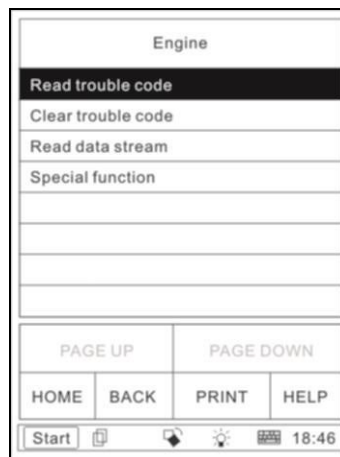 Engine
Read trouble code
Clear trouble code
Read data stream
Special function
PAGE UP PAGE DOWN
HOME BACK PRINT HELP
Start 18:46